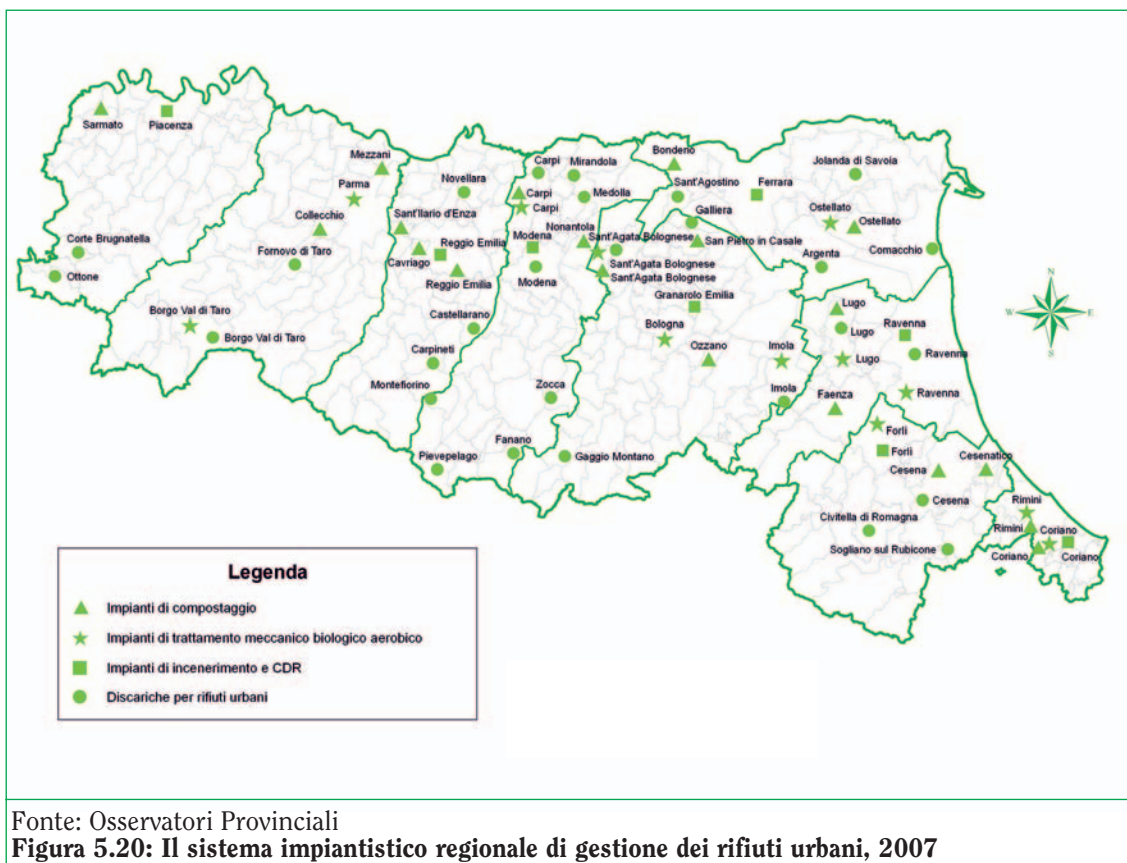 Sarmato
Piacenza
Mezzani
Parma
Collecchio
Corte Brugnatella
Ottone
Fornovo di Taro
Borgo Val di Taro
Borgo Val di Taro
Novellara
Sant'Ilario d'Enza
Reggio Emilia
Cavriago
Reggio Emilia
Castellarano
Carpineti
Montefiorino
Carpi
Mirandola
Carpi
Medolla
Carpi
Nonantola
Modena
Modena
Zocca
Fanano
Pievepelago
Bondeno
Sant'Agostino
Ferrara
Jolanda di Savoia
Galliera
Ostellato
Ostellato
Sant'Agata Bolognese
San Pietro in Casale
Argenta
Comacchio
Sant'Agata Bolognese
Sant'Agata Bolognese
Granarolo Emilia
Bologna
Ozzano
Imola
Imola
Gaggio Montano
Lugo
Lugo
Ravenna
Ravenna
Lugo
Faenza
Ravenna
Forlì
Forlì
Cesena
Cesenatico
Cesena
Civitella di Romagna
Sogliano sul Rubicone
Rimini
Rimini
Coriano
Coriano
Coriano
N
W
E
S
Legenda
Impianti di compostaggio
Impianti di trattamento meccanico biologico aerobico
Impianti di incenerimento e CDR
Discariche per rifiuti urbani
Fonte: Osservatori Provinciali
Figura 5.20: Il sistema impiantistico regionale di gestione dei rifiuti urbani, 2007